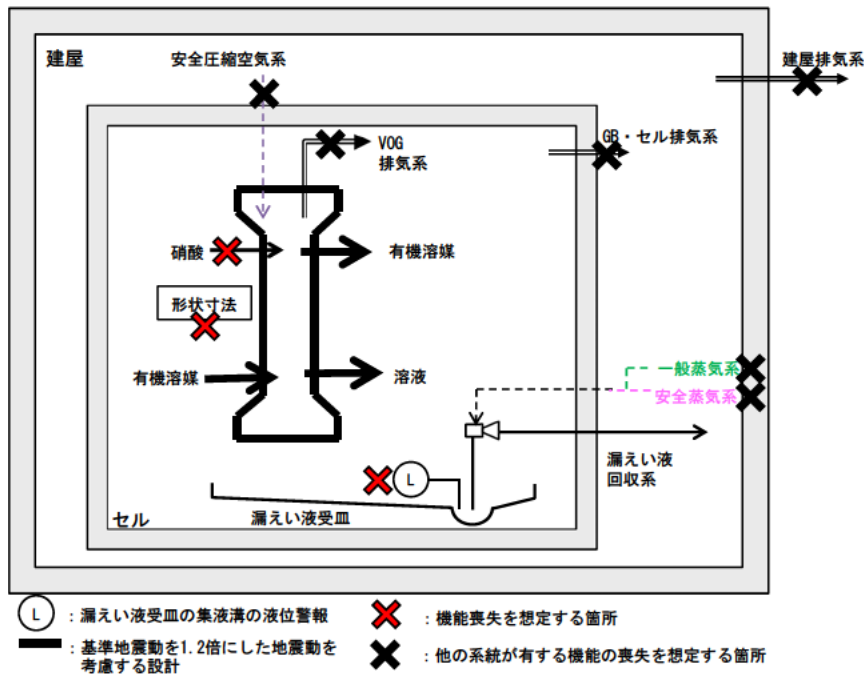 建屋
安全圧縮空気系
建屋排気系
VOG
排気系
GB・セル排気系
硝酸
有機溶媒
形状寸法
有機溶媒
溶液
一般蒸気系
安全蒸気系
L
漏えい液
回収系
セル
漏えい液受皿
L
：漏えい液受皿の集液溝の液位警報
：機能喪失を想定する箇所
：基準地震動を1.2倍にした地震動を
考慮する設計
：他の系統が有する機能の喪失を想定する箇所